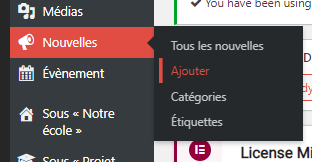 Médias
You have been using
Nouvelles
Tous les nouvelles
Ajouter
Évènement
Catégories
Étiquettes
Sous « Notre
école »
License Mi
Sous « Projet